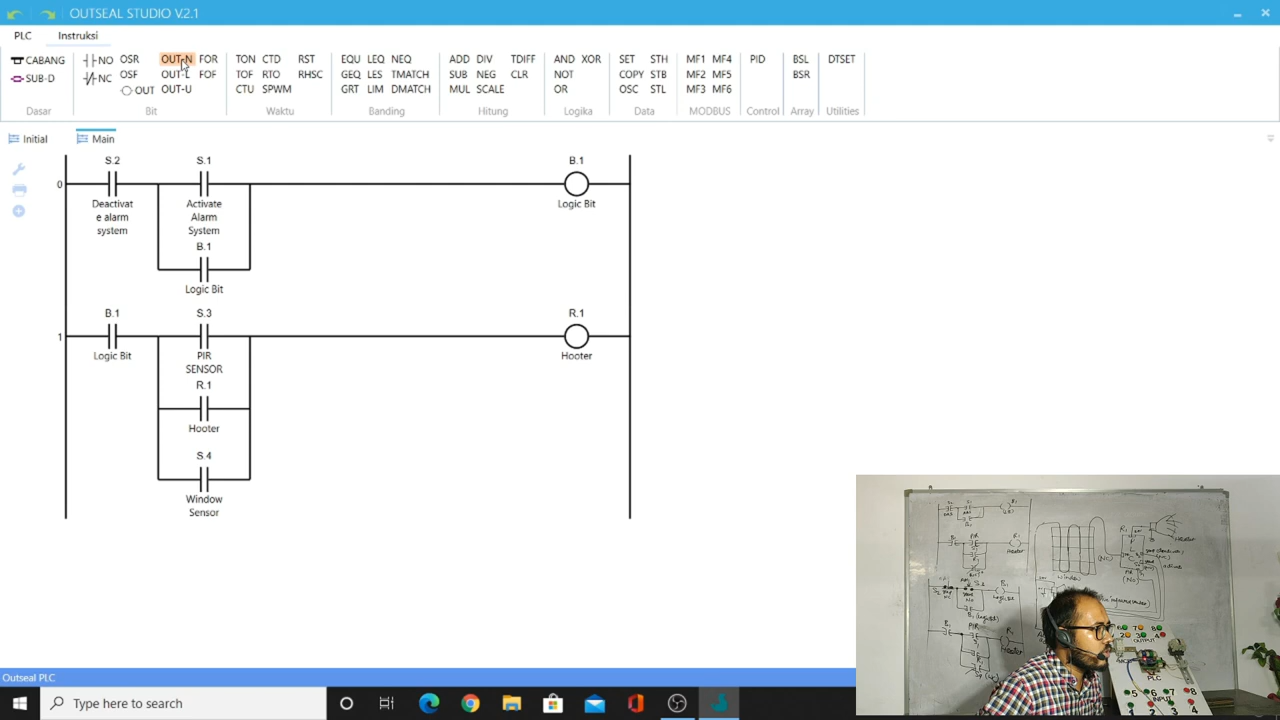 OUTSEAL STUDIO V.2.1
PLC Instruksi
CABANG NO OSR OUT-N FOR TON CTD RST EQU LEQ NEQ ADD DIV TDIFF AND XOR SET STH MF1 MF4 PID BSL DTSET
SUB-D NC OSF OUT-L FOF TOF RTO RHSC GEQ LES TMATCH SUB NEG CLR NOT COPY STB MF2 MF5 BSR
OUT OUT-U CTU SPWM GRT LIM DMATCH MUL SCALE OR OSC STL MF3 MF6
Dasar Bit Waktu Banding Hitung Logika Data MODBUS Control Array Utilities
Initial Main
S.2 S.1 B.1
0
Deactivat Activate Logic Bit
e alarm Alarm
system System
B.1
Logic Bit
B.1 S.3 R.1
1
Logic Bit PIR Hooter
SENSOR
R.1
Hooter
S.4
Window
Sensor
Outseal PLC
Type here to search
OUTPUT
PLC
INPUT